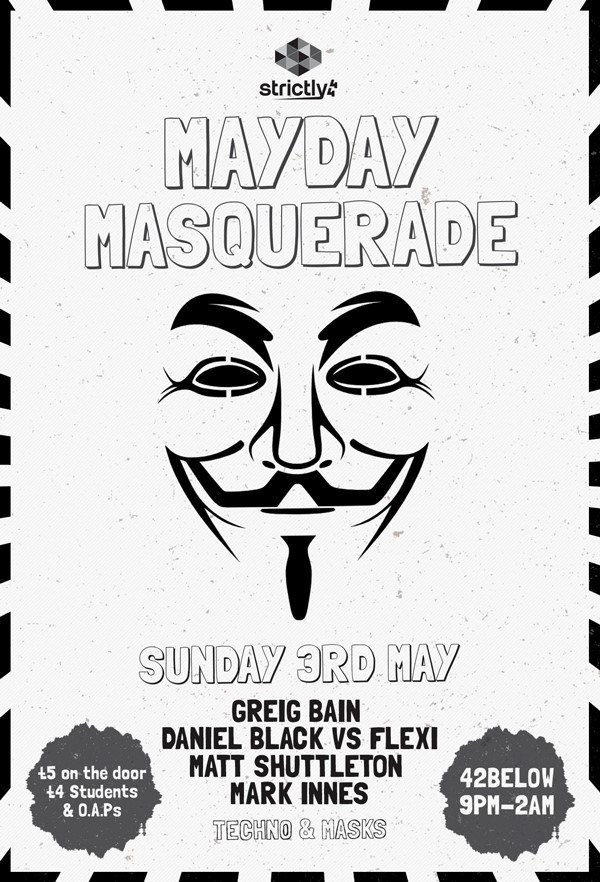 strictly4
MAYDAY
MASQUERADE
SUNDAY 3RD MAY
GREIG BAIN
DANIEL BLACK VS FLEXI
MATT SHUTTLETON
MARK INNES
TECHNO & MASKS
£5 on the door
£4 Students
& O.A.Ps
42BELOW
9PM-2AM